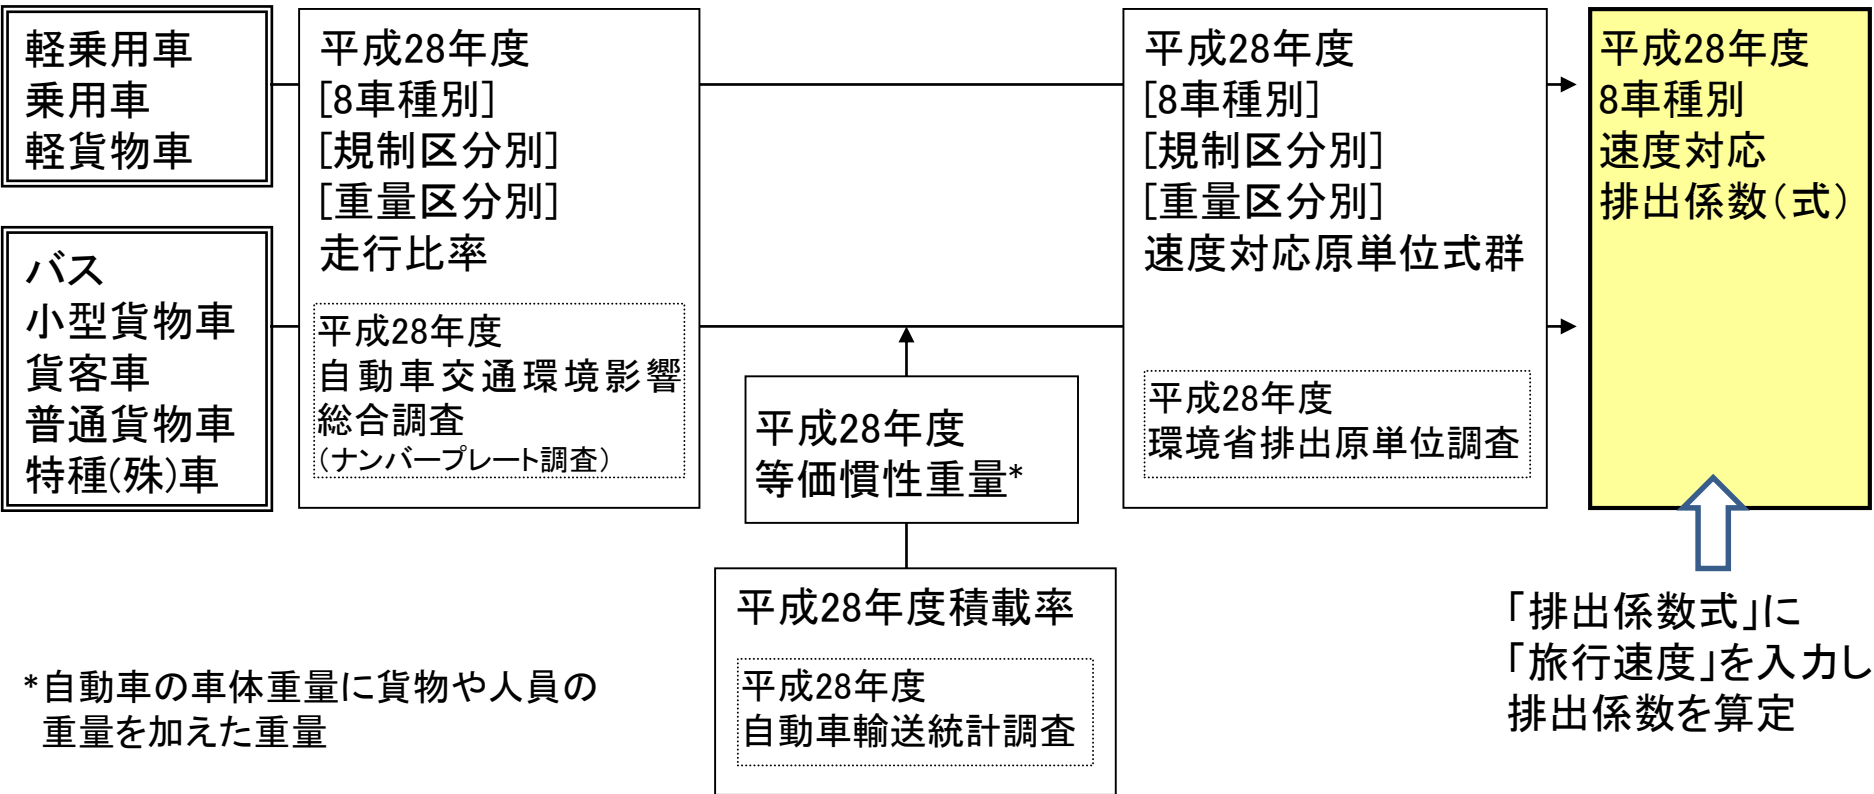 軽乗用車
乗用車
軽貨物車
バス
小型貨物車
貨客車
普通貨物車
特種(殊)車
平成28年度
[8車種別]
[規制区分別]
[重量区分別]
走行比率
平成28年度
自動車交通環境影響
総合調査
(ナンバープレート調査)
平成28年度
等価慣性重量*
平成28年度積載率
平成28年度
自動車輸送統計調査
平成28年度
[8車種別]
[規制区分別]
[重量区分別]
速度対応原単位式群
平成28年度
環境省排出原単位調査
平成28年度
8車種別
速度対応
排出係数(式)
「排出係数式」に
「旅行速度」を入力し
排出係数を算定
*自動車の車体重量に貨物や人員の
重量を加えた重量